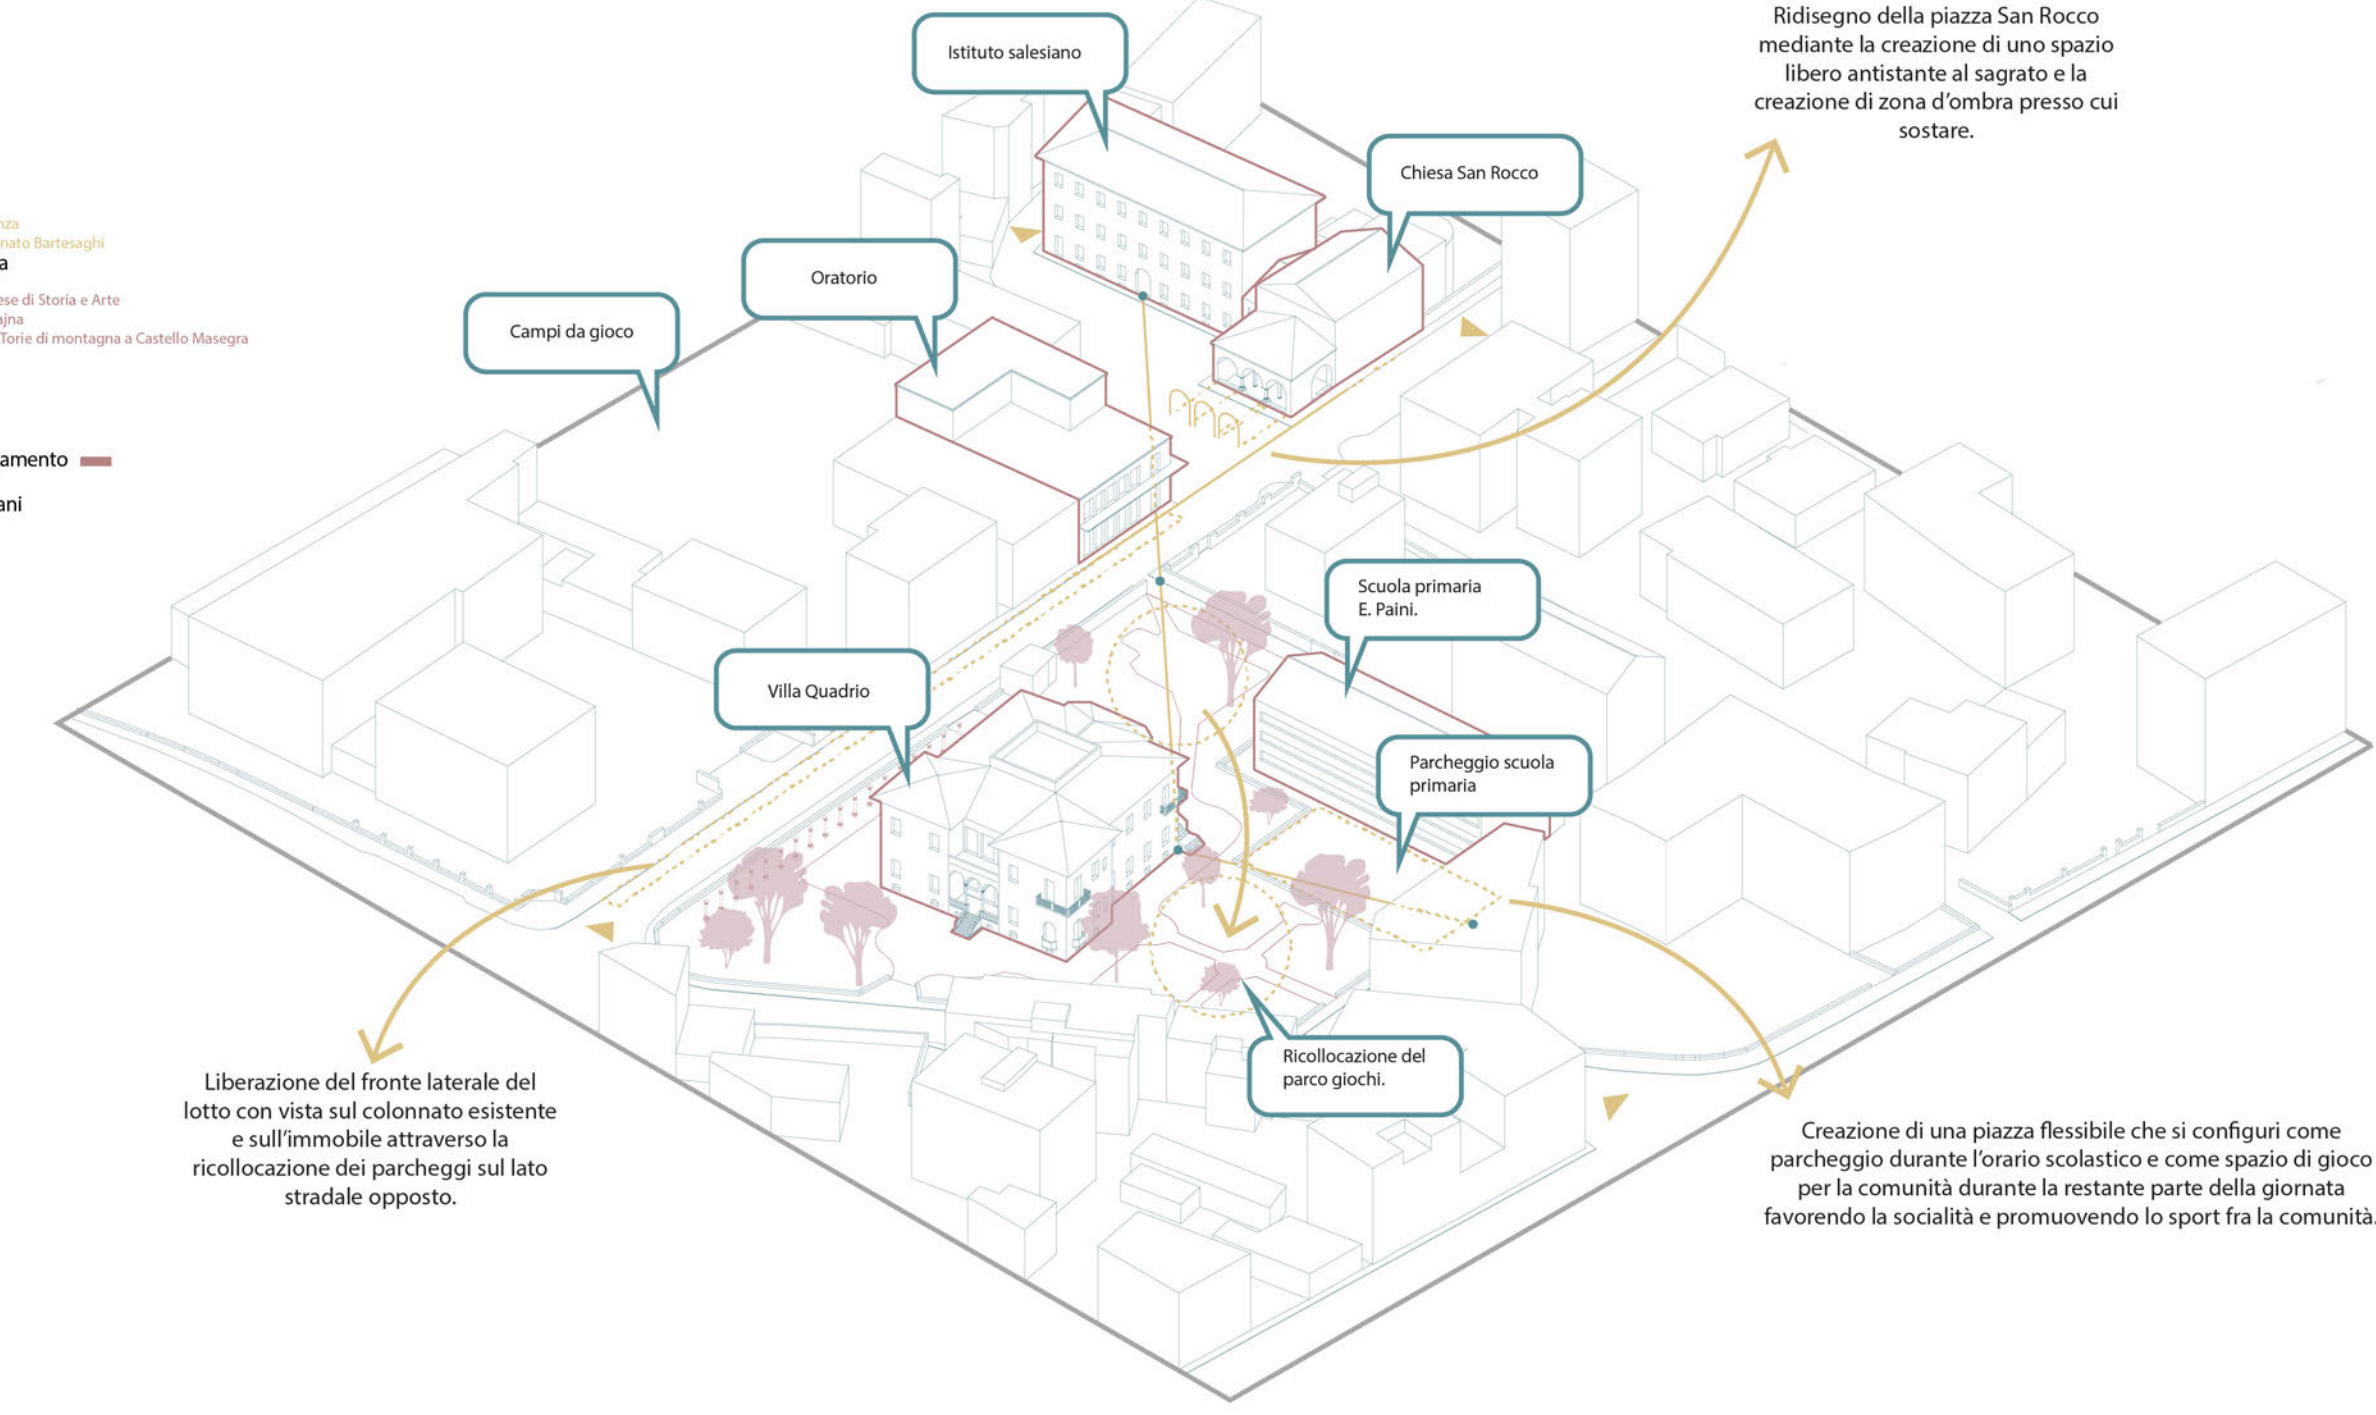 Ridisegno della piazza San Rocco
mediante la creazione di uno spazio
libero antistante al sagrato e la
creazione di zona d'ombra presso cui
sostare.
Istituto salesiano
Chiesa San Rocco
Oratorio
Campi da gioco
nza
nato Bartesaghi
a
ese di Storia e Arte
ajna
Torie di montagna a Castello Masegra
amento
ani
Scuola primaria
E. Paini.
Villa Quadrio
Parcheggio scuola
primaria
Ricollocazione del
parco giochi.
Liberazione del fronte laterale del
lotto con vista sul colonnato esistente
e sull'immobile attraverso la
ricollocazione dei parcheggi sul lato
stradale opposto.
Creazione di una piazza flessibile che si configuri come
parcheggio durante l'orario scolastico e come spazio di gioco
per la comunità durante la restante parte della giornata
favorendo la socialità e promuovendo lo sport fra la comunità.